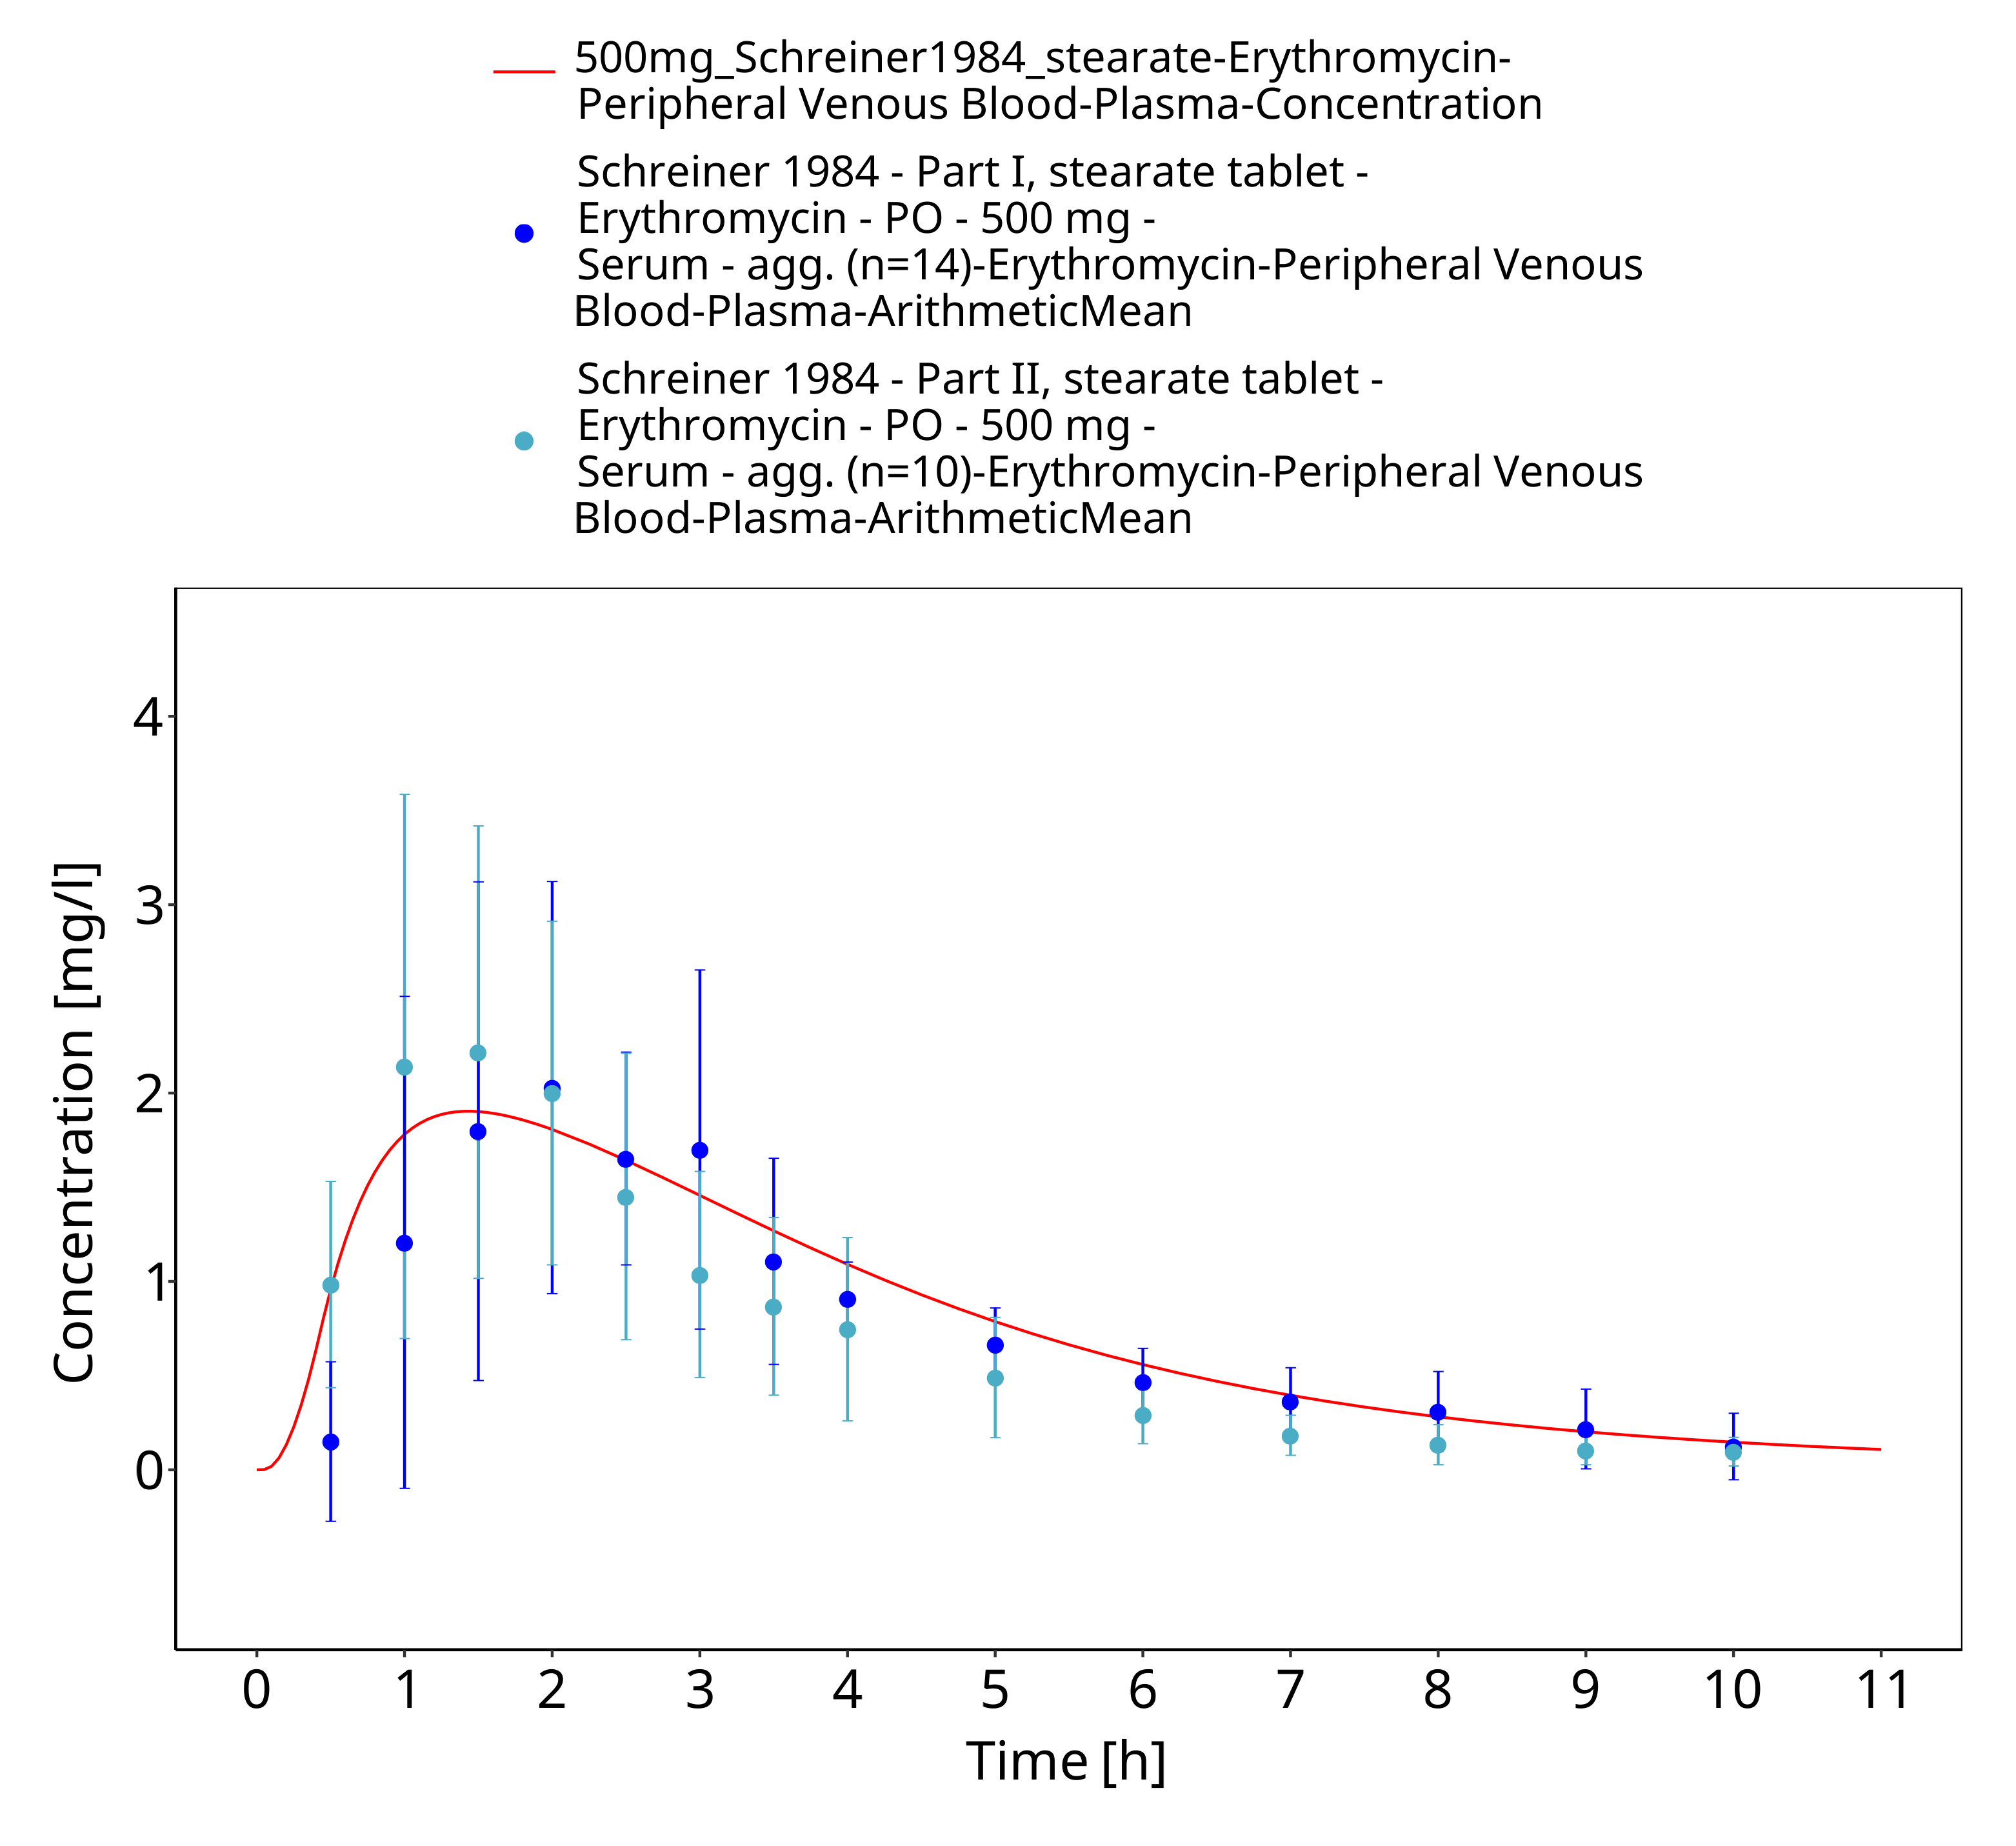 500mg_Schreiner1984_stearate-Erythromycin-
Peripheral Venous Blood-Plasma-Concentration
Schreiner 1984 - Part I, stearate tablet -
Erythromycin - PO - 500 mg -
Serum - agg. (n=14)-Erythromycin-Peripheral Venous
Blood-Plasma-ArithmeticMean
Schreiner 1984 - Part II, stearate tablet -
Erythromycin - PO - 500 mg -
Serum - agg. (n=10)-Erythromycin-Peripheral Venous
Blood-Plasma-ArithmeticMean
Concentration [mg/l]
4
3
2
1
0
0 1 2 3 4 5 6 7 8 9 10 11
Time [h]